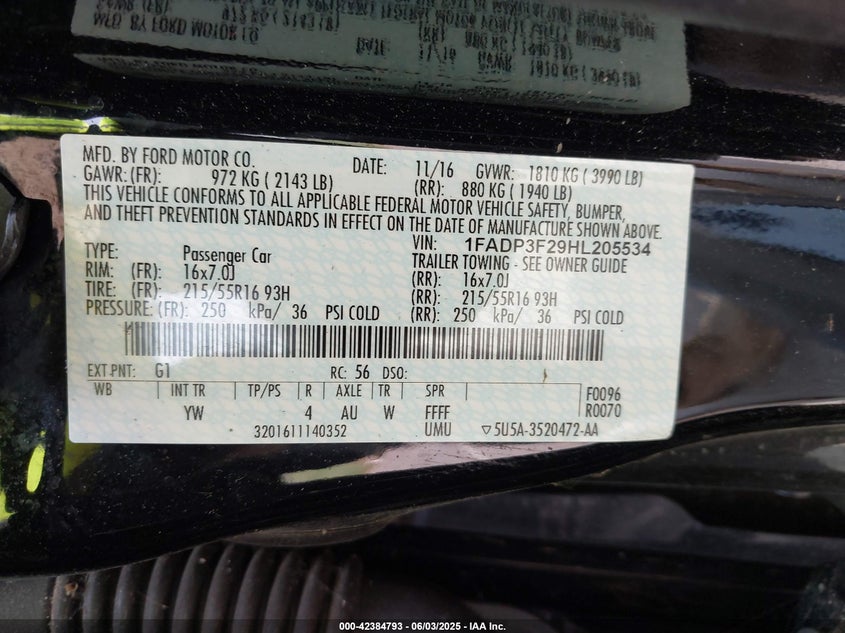 MFD. BY FORD MOTOR CO.
DATE: 11/16 GVWR: 1810 KG ( 3990 LB)
GAWR: (FR): 972 KG ( 2143 LB) (RR): 880 KG ( 1940 LB)
THIS VEHICLE CONFORMS TO ALL APPLICABLE FEDERAL MOTOR VEHICLE SAFETY, BUMPER,
AND THEFT PREVENTION STANDARDS IN EFFECT ON THE DATE OF MANUFACTURE SHOWN ABOVE.
VIN: 1FADP3F29HL205534
TYPE: Passenger Car TRAILER TOWING - SEE OWNER GUIDE
RIM: (FR): 16x7.0J (RR): 16x7.0J
TIRE: (FR): 215/55R16 93H (RR): 215/55R16 93H
PRESSURE: (FR): 250 kPa/ 36 PSI COLD (RR): 250 kPa/ 36 PSI COLD
EXT PNT: G1 RC: 56 DSO:
WB INT TR TP/PS R AXLE TR SPR F0096
YW 4 AU W FFFF R0070
3201611140352 UMU ▽5U5A-3520472-AA
000-42384793 - 06/03/2025 - IAA Inc.